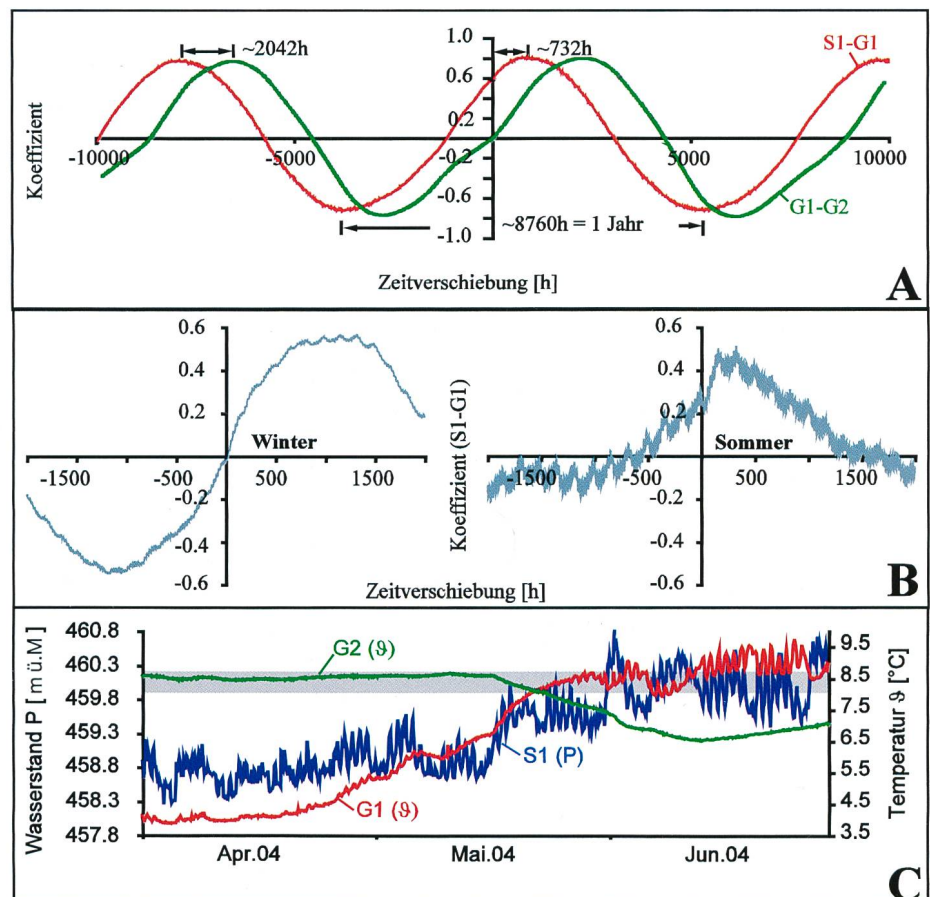 1.0
~2042h
~732h
S1-G1
0.6
Koeffizient
0.2
-10000
-5000
-0.2
5000
10000
-0.6
G1-G2
~8760h = 1 Jahr
-1.0
Zeitverschiebung [h]
A
0.6
0.4
0.2
Winter
-1500
-500
500
1500
-0.2
-0.4
-0.6
Koeffizient (S1-G1)
0.6
0.4
0.2
Sommer
-1500
-500
500
1500
-0.2
-0.4
-0.6
Zeitverschiebung [h]
B
Wasserstand P [ m ü.M ]
460.8
460.3
459.8
459.3
458.8
458.3
457.8
G2 (ϑ)
S1 (P)
G1 (ϑ)
9.5
8.5
7.5
6.5
5.5
4.5
3.5
Temperatur ϑ [°C]
Apr.04
Mai.04
Jun.04
C